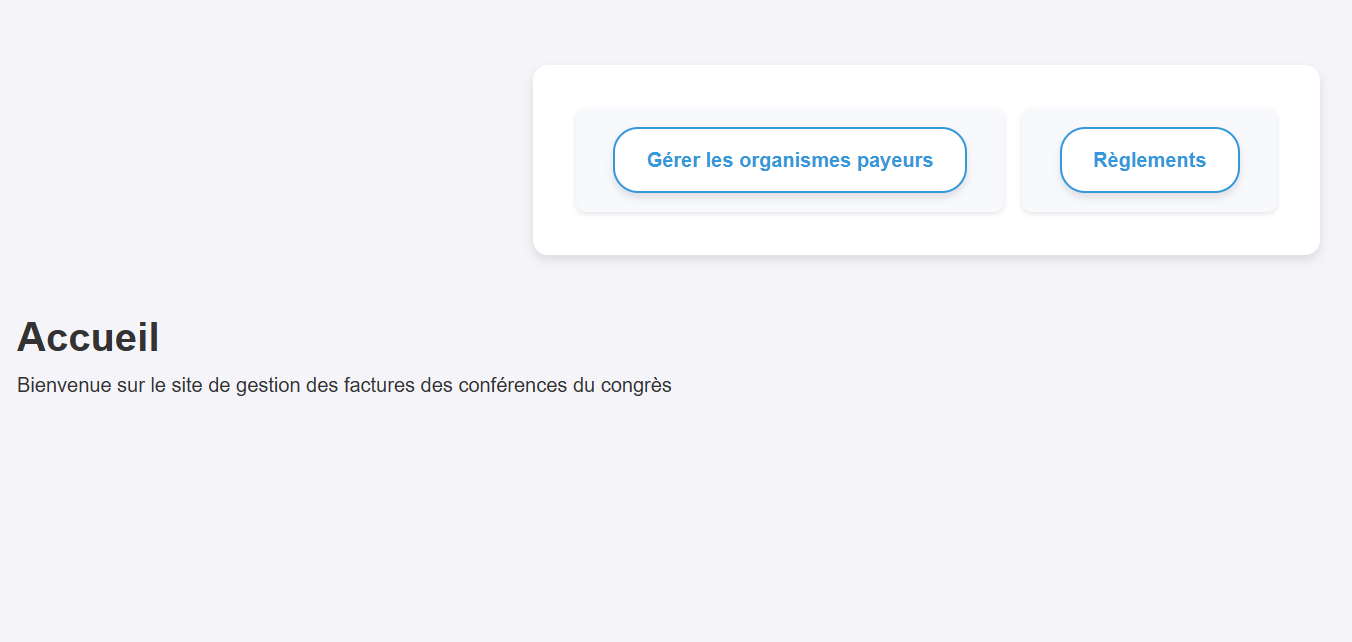 Gérer les organismes payeurs
Règlements
Accueil
Bienvenue sur le site de gestion des factures des conférences du congrès